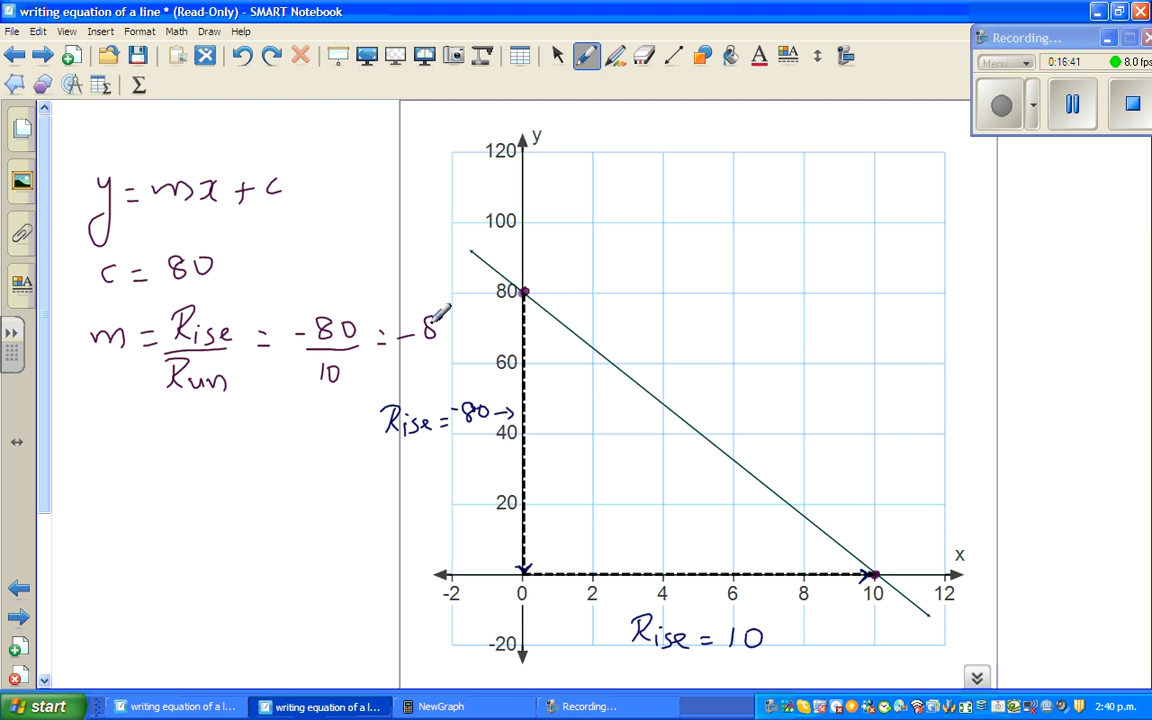 writing equation of a line * (Read-Only) - SMART Notebook
Recording...
File Edit View Insert Format Math Draw Help
Menu 0:16:41 8.0 fps
y = mx + c
c = 80
m = Rise / Run = -80 / 10 = -8
Rise = -80 →
Rise = 10
y
120
100
80
60
40
20
-20
-2 0 2 4 6 8 10 12
x
start writing equation of a l... writing equation of a l... NewGraph Recording... 2:40 p.m.